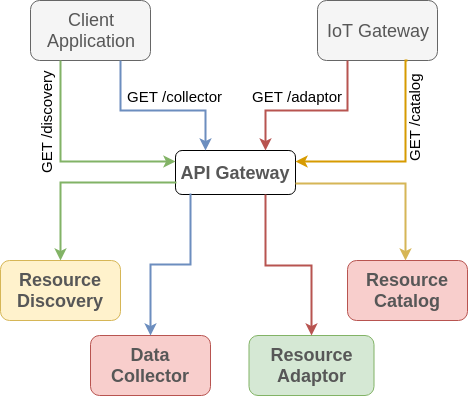 Client
Application
IoT Gateway
GET /discovery
GET /collector
GET /adaptor
GET /catalog
API Gateway
Resource
Discovery
Resource
Catalog
Data
Collector
Resource
Adaptor